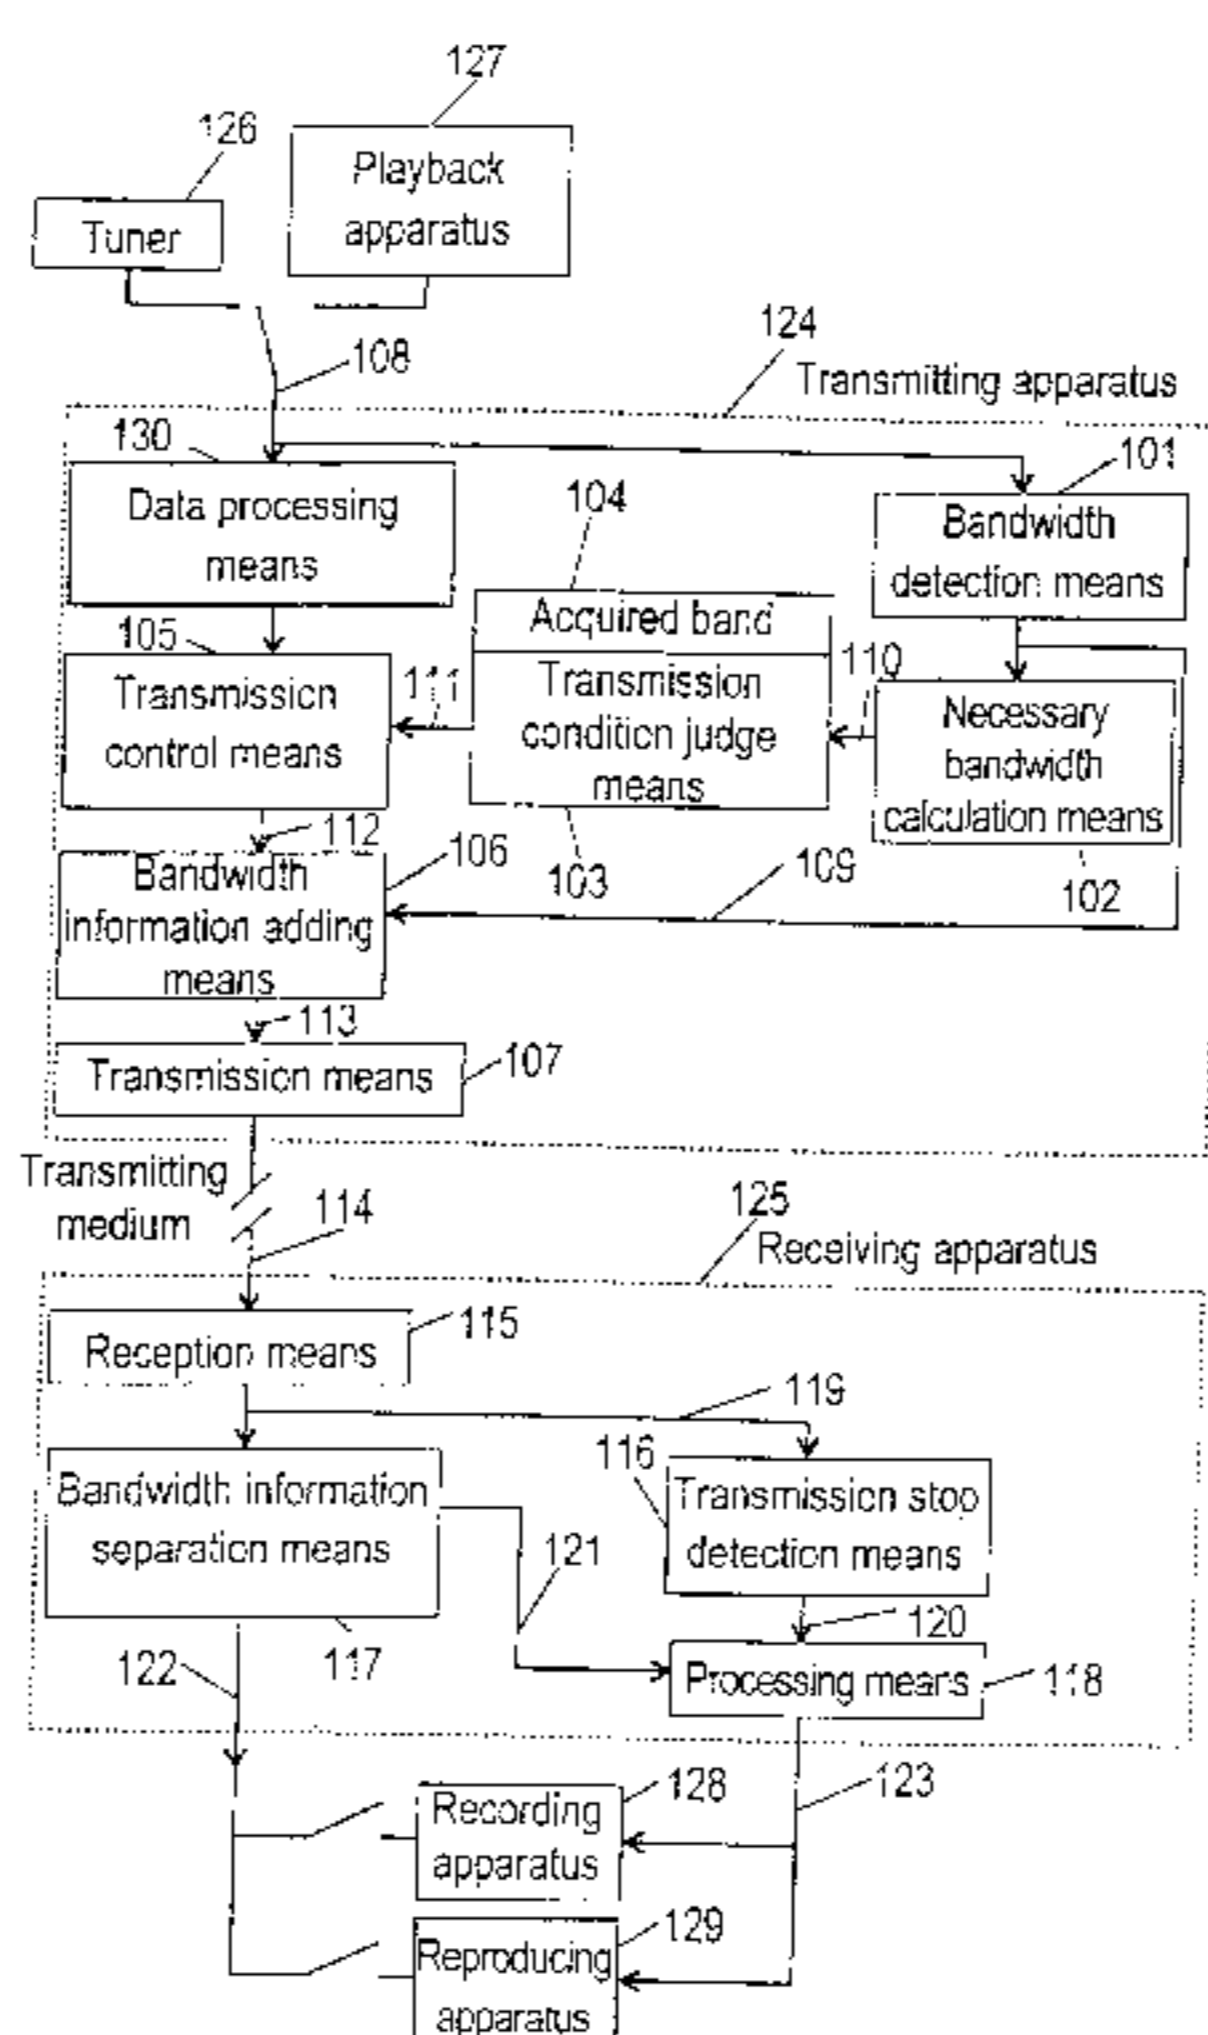 127
126
Playback
apparatus
Tuner
124
108
Transmitting apparatus
130
101
104
Data processing
means
Bandwidth
detection means
Acquired band
105
110
111
Transmission
control means
Transmission
condition judge
means
Necessary
bandwidth
calculation means
112
106
109
103
102
Bandwidth
information adding
means
113
107
Transmission means
Transmitting
medium
114
125
Receiving apparatus
115
Reception means
119
116
Bandwidth information
separation means
Transmission stop
detection means
121
120
122
117
Processing means
118
128
123
Recording
apparatus
129
Reproducing
apparatus